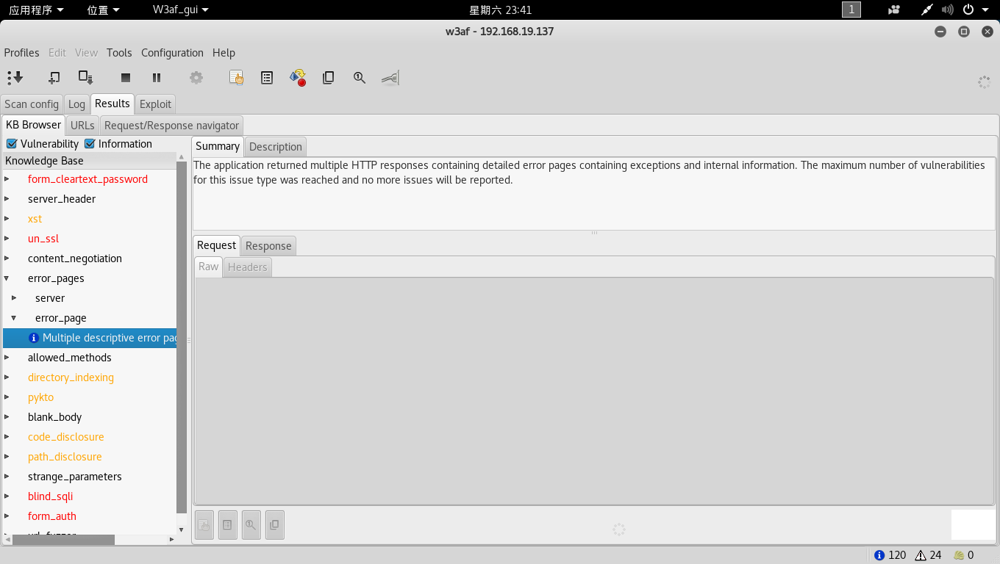 应用程序 位置 W3af_gui 星期六 23:41 1
w3af - 192.168.19.137
Profiles Edit View Tools Configuration Help
Scan config Log Results Exploit
KB Browser URLs Request/Response navigator
Vulnerability Information
Knowledge Base
form_cleartext_password
server_header
xst
un_ssl
content_negotiation
error_pages
server
error_page
Multiple descriptive error pag
allowed_methods
directory_indexing
pykto
blank_body
code_disclosure
path_disclosure
strange_parameters
blind_sqli
form_auth
Summary Description
The application returned multiple HTTP responses containing detailed error pages containing exceptions and internal information. The maximum number of vulnerabilities
for this issue type was reached and no more issues will be reported.
Request Response
Raw Headers
120 24 0